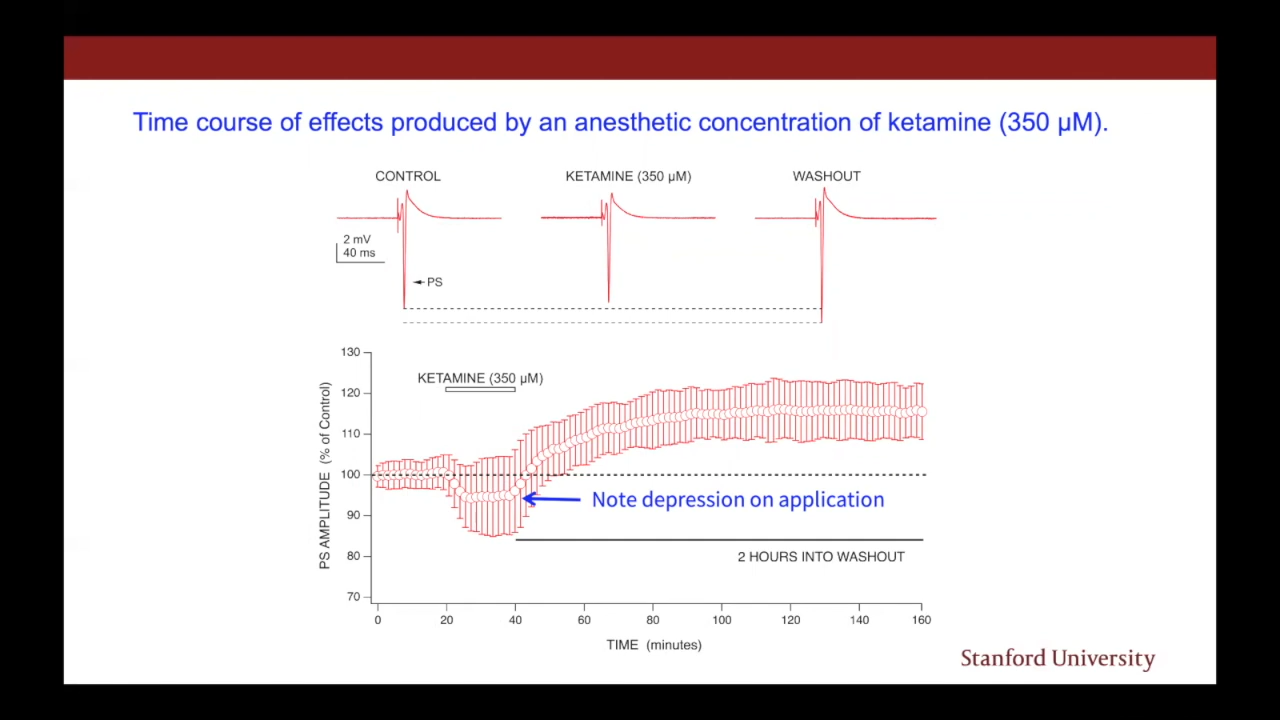 Time course of effects produced by an anesthetic concentration of ketamine (350 µM).
CONTROL
KETAMINE (350 µM)
WASHOUT
2 mV
40 ms
PS
130
120
110
100
90
80
70
PS AMPLITUDE (% of Control)
KETAMINE (350 µM)
Note depression on application
2 HOURS INTO WASHOUT
0 20 40 60 80 100 120 140 160
TIME (minutes)
Stanford University